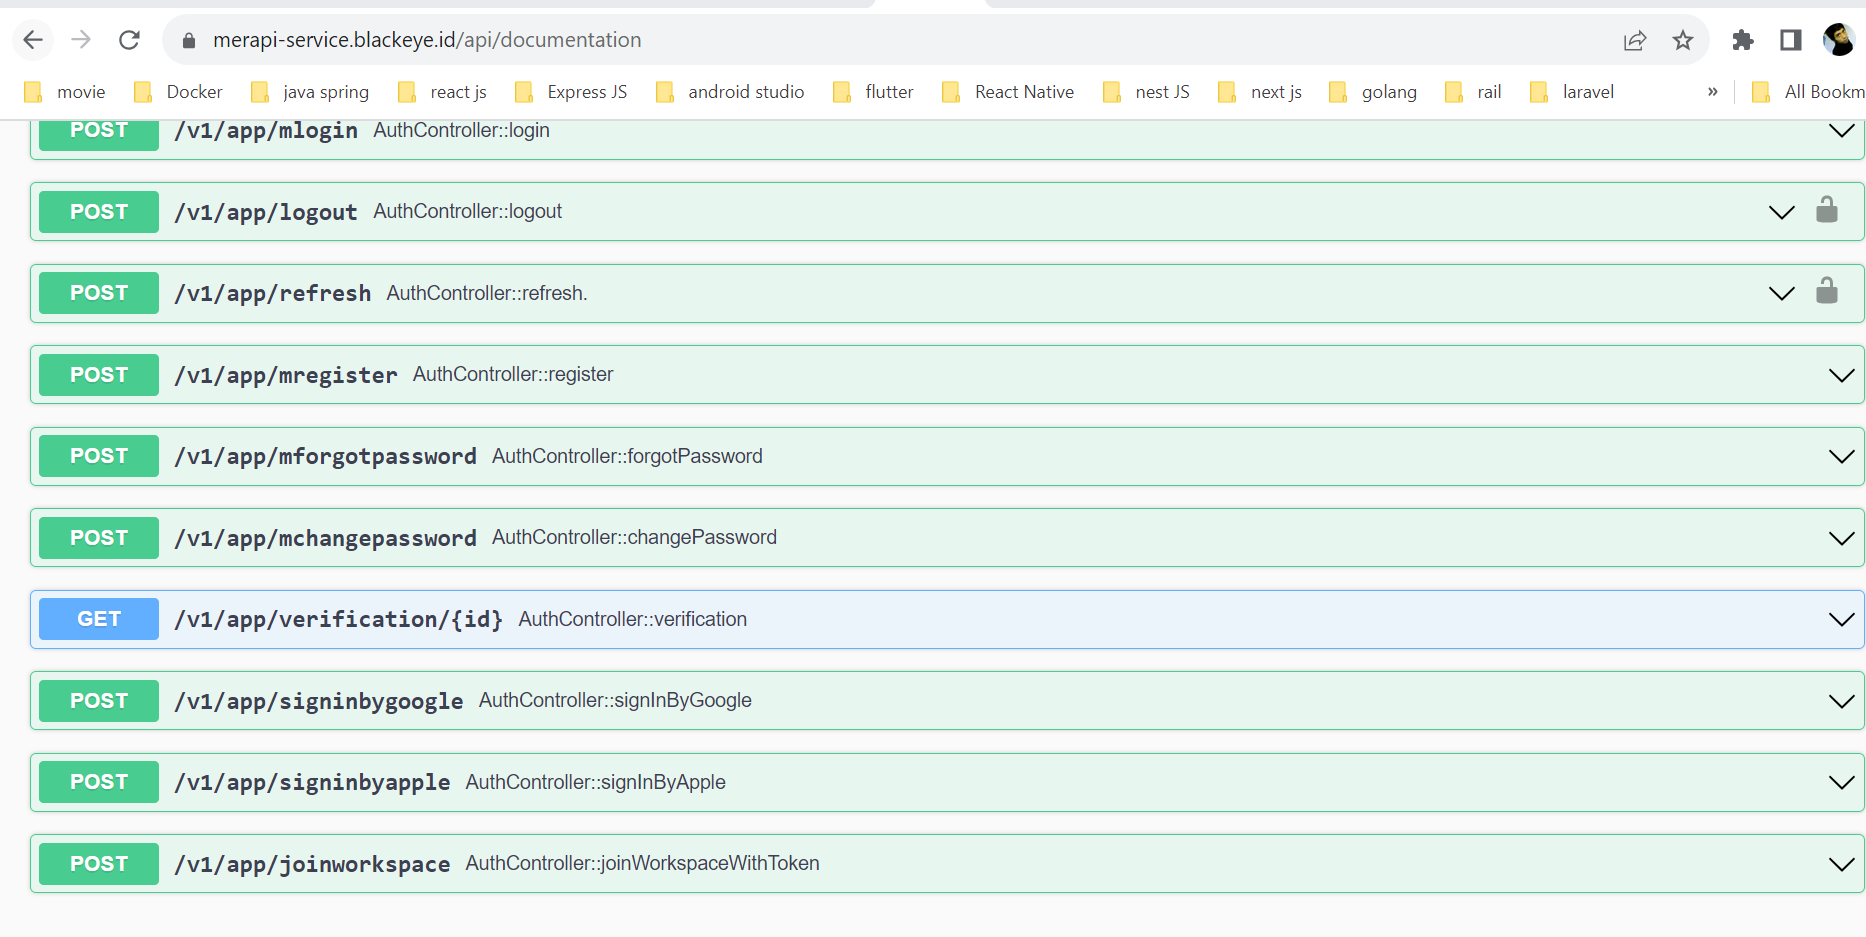 merapi-service.blackeye.id/api/documentation
movie Docker java spring react js Express JS android studio flutter React Native nest JS next js golang rail laravel » All Bookm
POST /v1/app/mlogin AuthController::login
POST /v1/app/logout AuthController::logout
POST /v1/app/refresh AuthController::refresh.
POST /v1/app/mregister AuthController::register
POST /v1/app/mforgotpassword AuthController::forgotPassword
POST /v1/app/mchangepassword AuthController::changePassword
GET /v1/app/verification/{id} AuthController::verification
POST /v1/app/signinbygoogle AuthController::signInByGoogle
POST /v1/app/signinbyapple AuthController::signInByApple
POST /v1/app/joinworkspace AuthController::joinWorkspaceWithToken